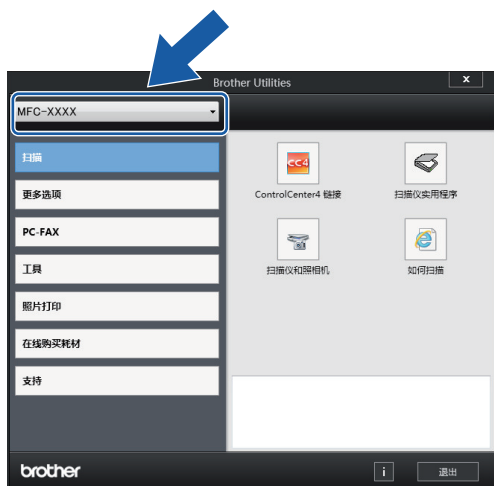 Brother Utilities
x
MFC-XXXX
扫描
更多选项
PC-FAX
工具
照片打印
在线购买耗材
支持
CC4
ControlCenter4 链接
扫描仪实用程序
扫描仪和照相机
如何扫描
brother
i
退出